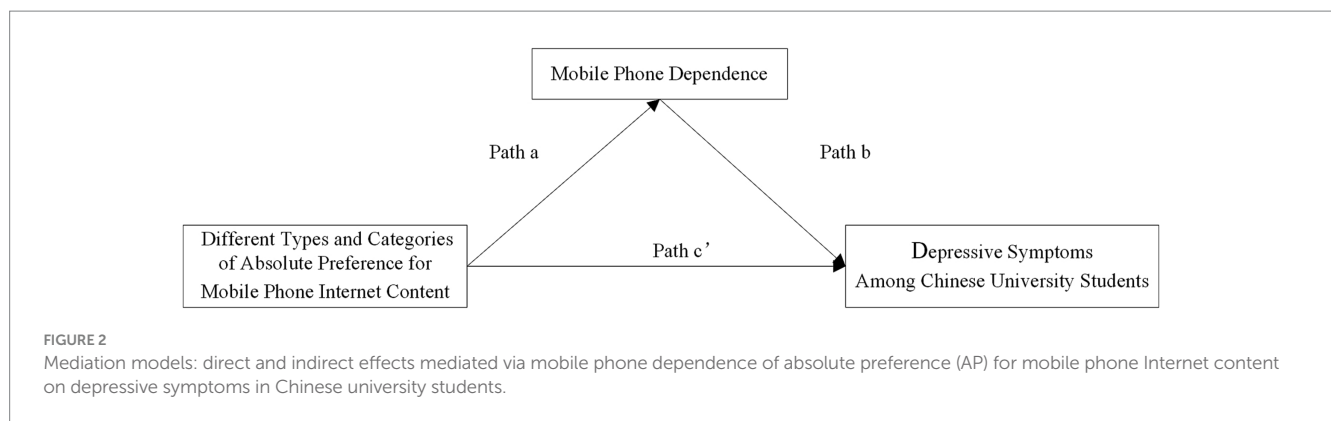 Mobile Phone Dependence
Path a
Path b
Different Types and Categories
of Absolute Preference for
Mobile Phone Internet Content
Path c’
Depressive Symptoms
Among Chinese University Students
FIGURE 2
Mediation models: direct and indirect effects mediated via mobile phone dependence of absolute preference (AP) for mobile phone Internet content
on depressive symptoms in Chinese university students.